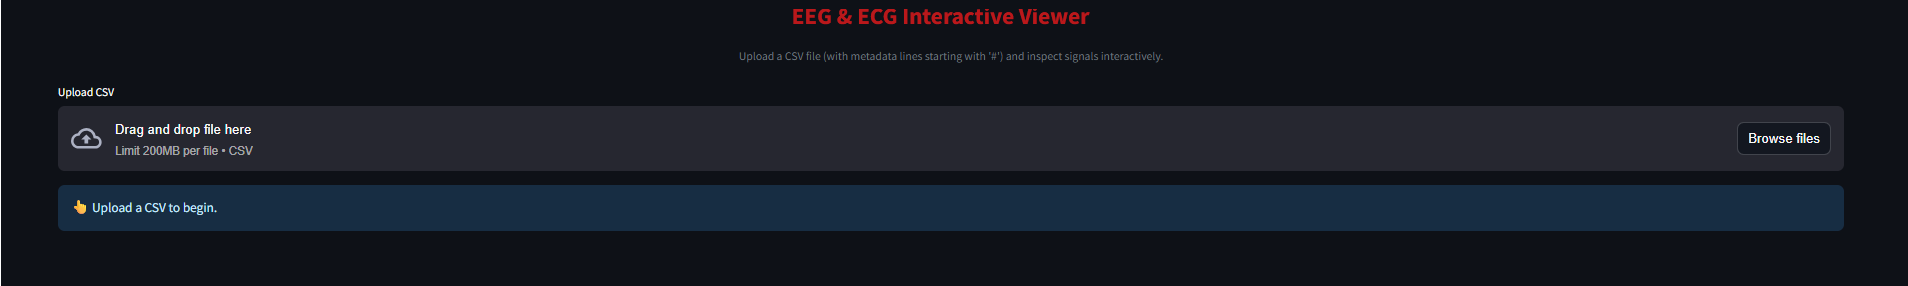 EEG & ECG Interactive Viewer
Upload a CSV file (with metadata lines starting with '#') and inspect signals interactively.
Upload CSV
Drag and drop file here
Limit 200MB per file • CSV
Browse files
👆 Upload a CSV to begin.